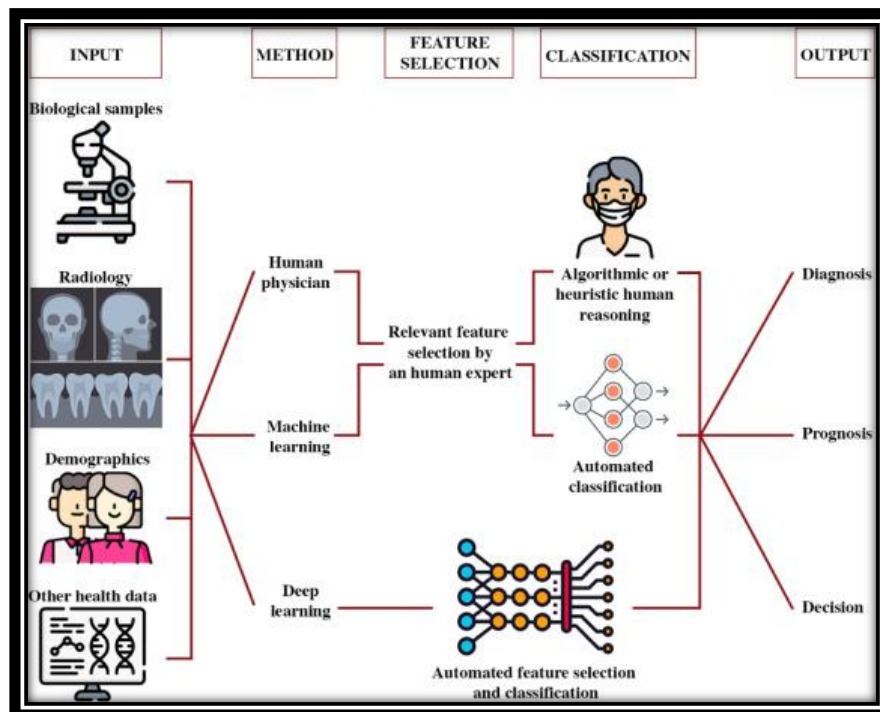 INPUT
METHOD
FEATURE
SELECTION
CLASSIFICATION
OUTPUT
Biological samples
Radiology
Demographics
Other health data
Human
physician
Machine
learning
Deep
learning
Relevant feature
selection by
an human expert
Algorithmic or
heuristic human
reasoning
Automated
classification
Automated feature selection
and classification
Diagnosis
Prognosis
Decision